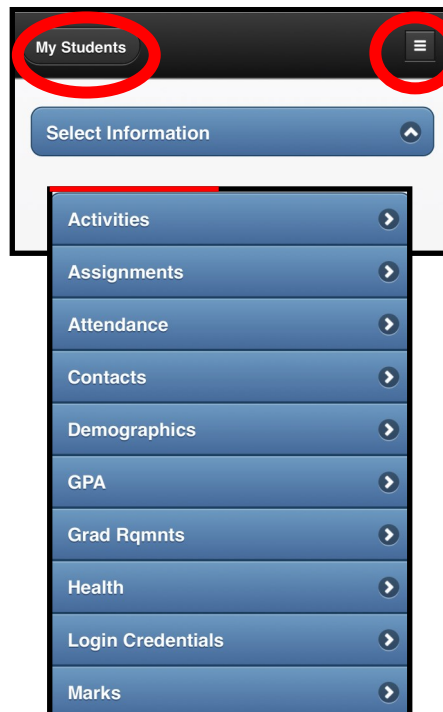 My Students
Select Information
Activities
Assignments
Attendance
Contacts
Demographics
GPA
Grad Rqmnts
Health
Login Credentials
Marks